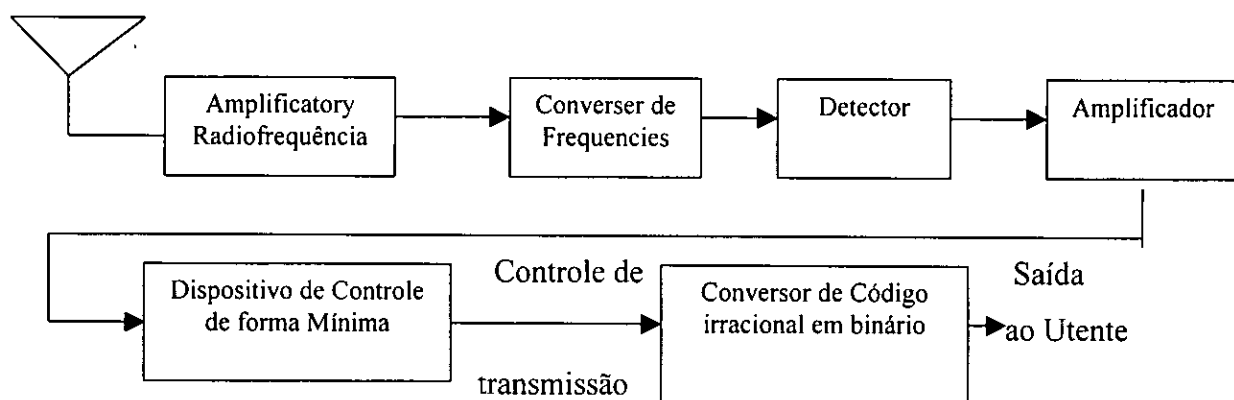 Amplificatory
Radiofrequência
Converser de
Frequencies
Detector
Amplificador
Dispositivo de Controle
de forma Mínima
Controle de
transmissão
Conversor de Código
irracional em binário
Saída
ao Utente